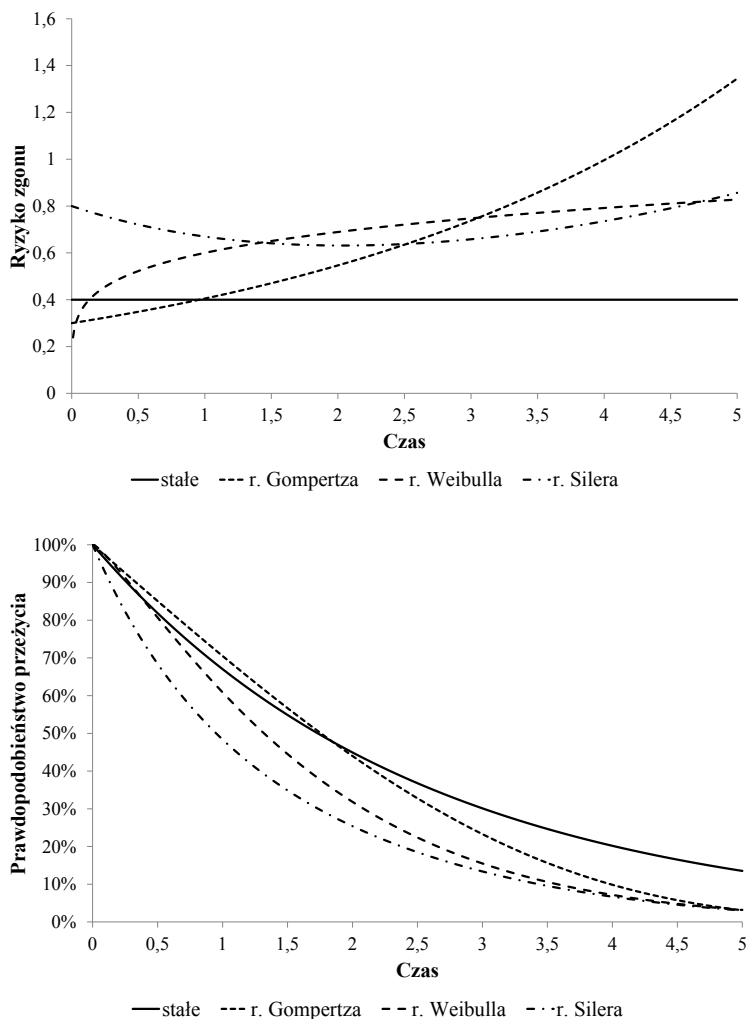 1,6
1,4
1,2
1
0,8
0,6
0,4
0,2
0
Ryzyko zgonu
0 0,5 1 1,5 2 2,5 3 3,5 4 4,5 5
Czas
stałe r. Gompertza r. Weibulla r. Silera
100%
90%
80%
70%
60%
50%
40%
30%
20%
10%
0%
Prawdopodobieństwo przeżycia
0 0,5 1 1,5 2 2,5 3 3,5 4 4,5 5
Czas
stałe r. Gompertza r. Weibulla r. Silera